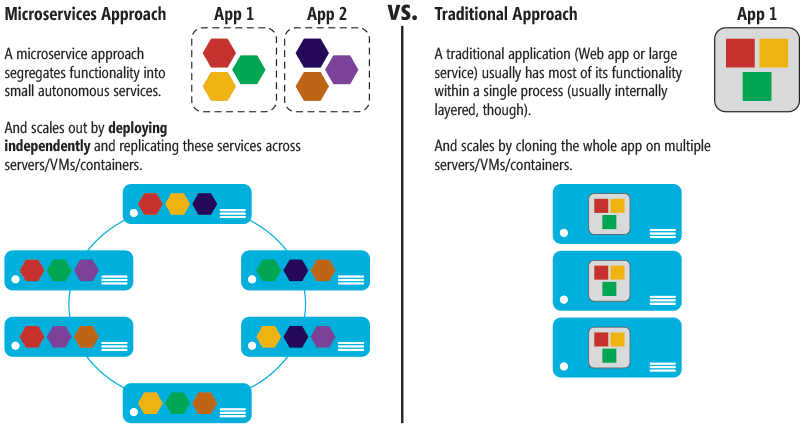 Microservices Approach
App 1
App 2
A microservice approach
segregates functionality into
small autonomous services.
And scales out by deploying
independently and replicating these services across
servers/VMs/containers.
VS.
Traditional Approach
App 1
A traditional application (Web app or large
service) usually has most of its functionality
within a single process (usually internally
layered, though).
And scales by cloning the whole app on multiple
servers/VMs/containers.